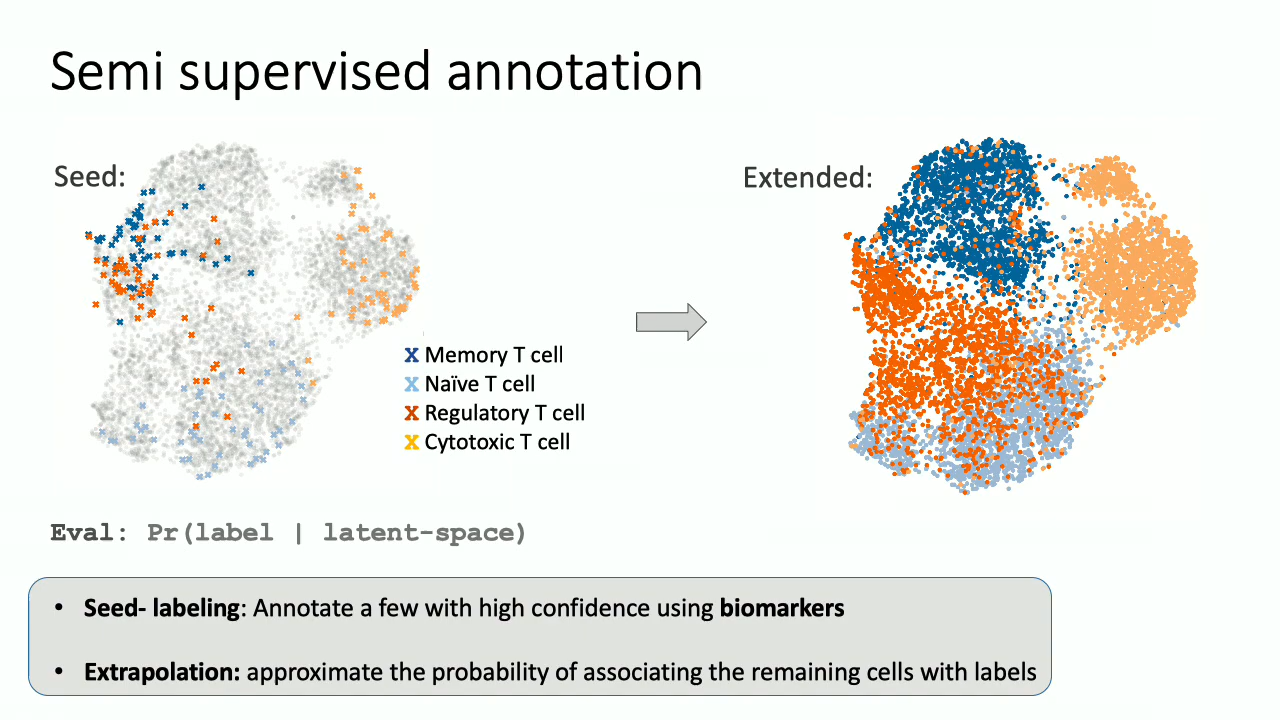 Semi supervised annotation
Seed:
Extended:
X Memory T cell
X Naïve T cell
X Regulatory T cell
X Cytotoxic T cell
Eval: Pr(label | latent-space)
• Seed- labeling: Annotate a few with high confidence using biomarkers
• Extrapolation: approximate the probability of associating the remaining cells with labels